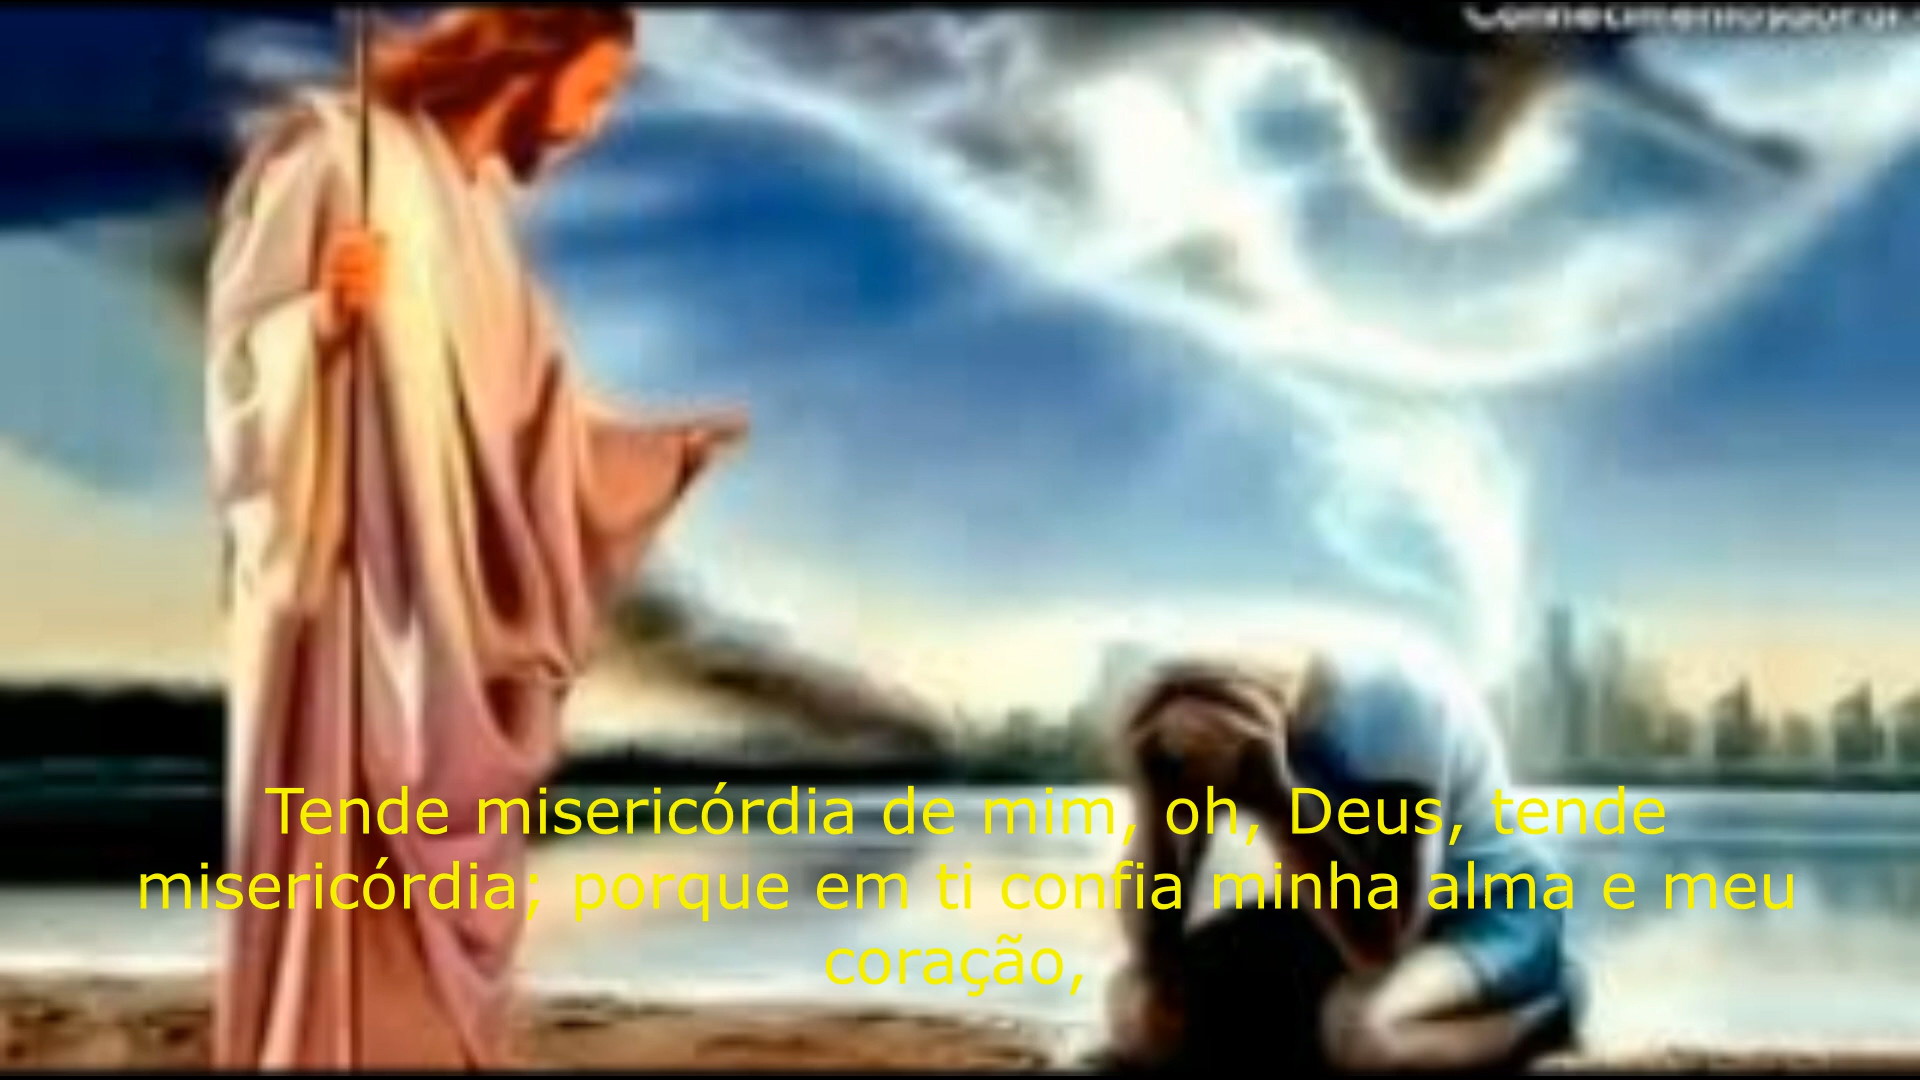 Tende misericórdia de mim, oh, Deus, tende
misericórdia; porque em ti confia minha alma e meu
coração,